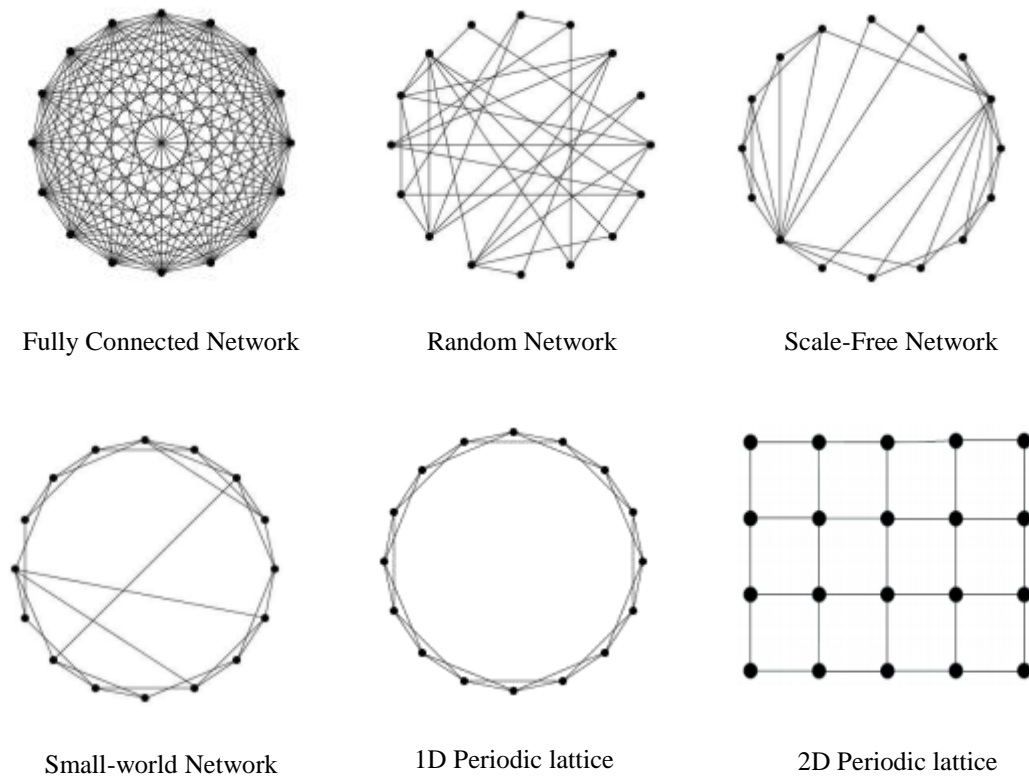 Fully Connected Network
Random Network
Scale-Free Network
Small-world Network
1D Periodic lattice
2D Periodic lattice